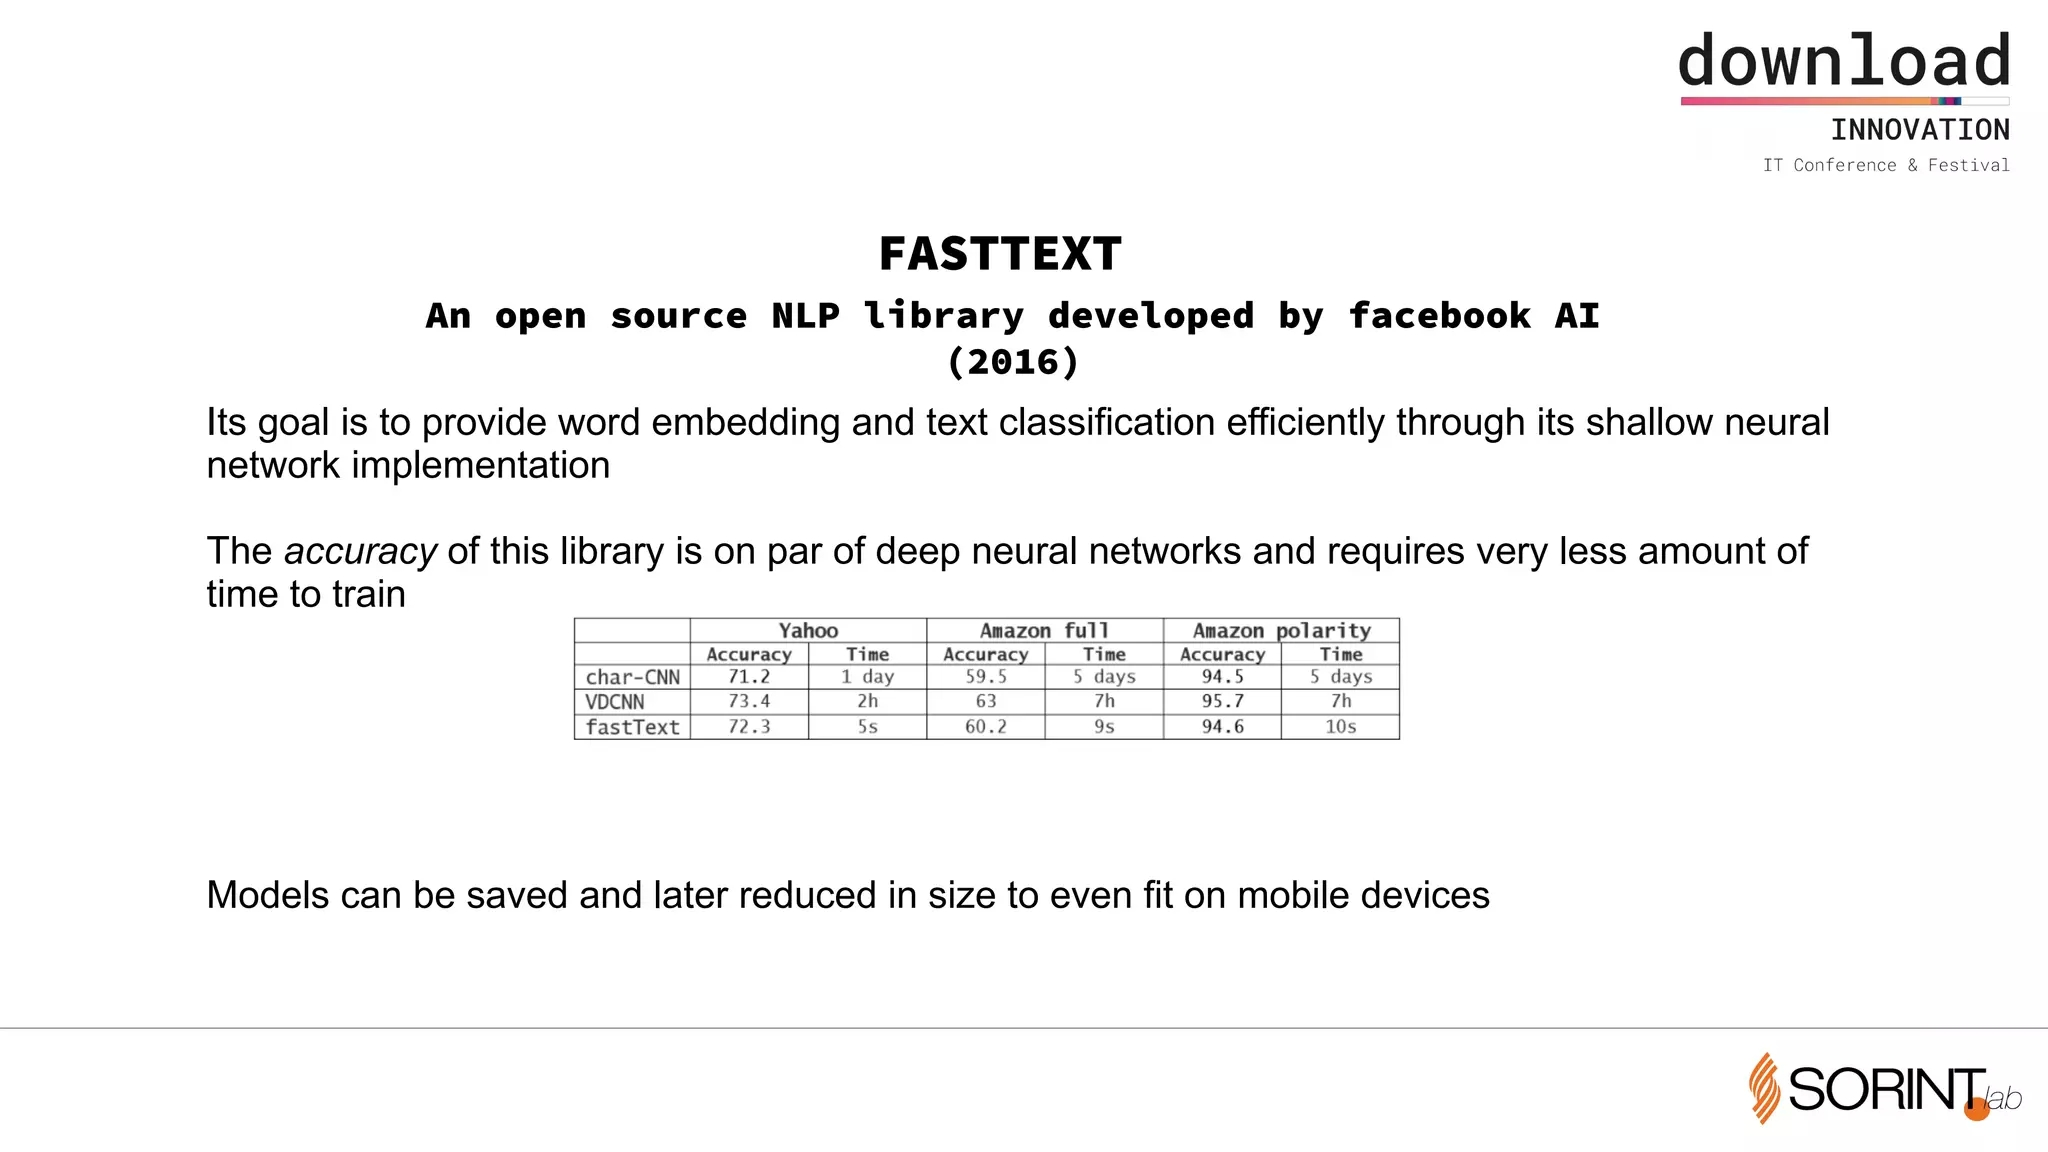 download
INNOVATION
IT Conference & Festival
FASTTEXT
An open source NLP library developed by facebook AI
(2016)
Its goal is to provide word embedding and text classification efficiently through its shallow neural
network implementation
The accuracy of this library is on par of deep neural networks and requires very less amount of
time to train
Yahoo Amazon full Amazon polarity
Accuracy Time Accuracy Time Accuracy Time
char-CNN 71.2 1 day 59.5 5 days 94.5 5 days
VDCNN 73.4 2h 63 7h 95.7 7h
fastText 72.3 5s 60.2 9s 94.6 10s
Models can be saved and later reduced in size to even fit on mobile devices
SORINT lab